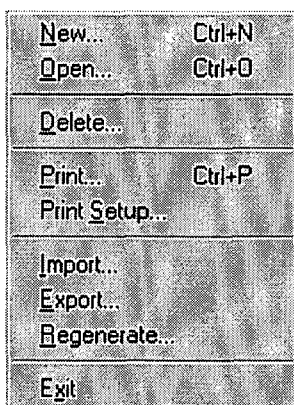 New... Ctrl+N
Open... Ctrl+O
Delete...
Print... Ctrl+P
Print Setup...
Import...
Export...
Regenerate...
Exit